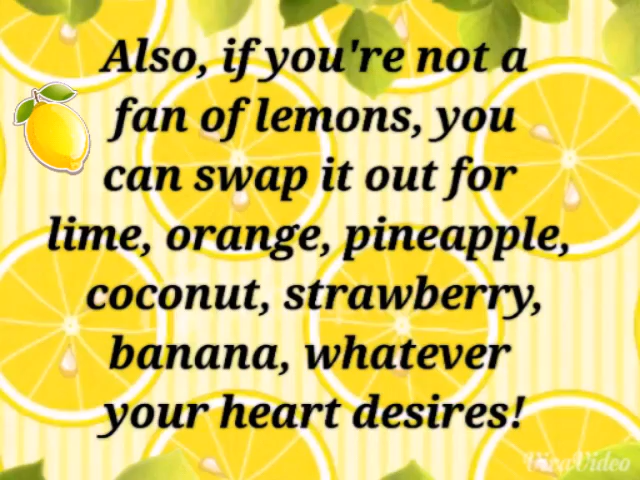 Also, if you're not a
fan of lemons, you
can swap it out for
lime, orange, pineapple,
coconut, strawberry,
banana, whatever
your heart desires!
VivaVideo